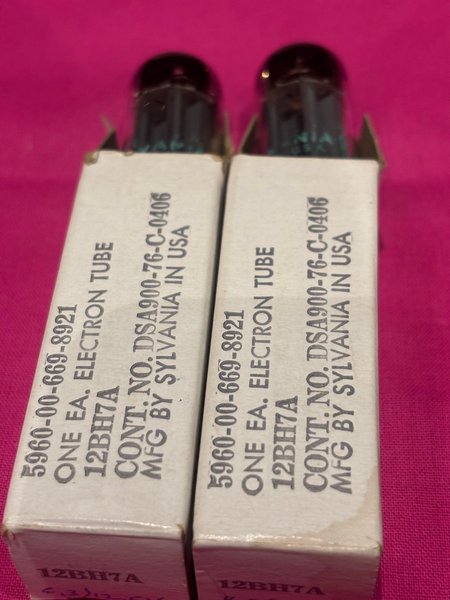 5960-00-669-8921
ONE EA. ELECTRON TUBE
12BH7A
CONT. NO. DSA900-76-C-0406
MFG BY SYLVANIA IN USA
12BH7A
5960-00-669-8921
ONE EA. ELECTRON TUBE
12BH7A
CONT. NO. DSA900-76-C-0406
MFG BY SYLVANIA IN USA
12BH7A